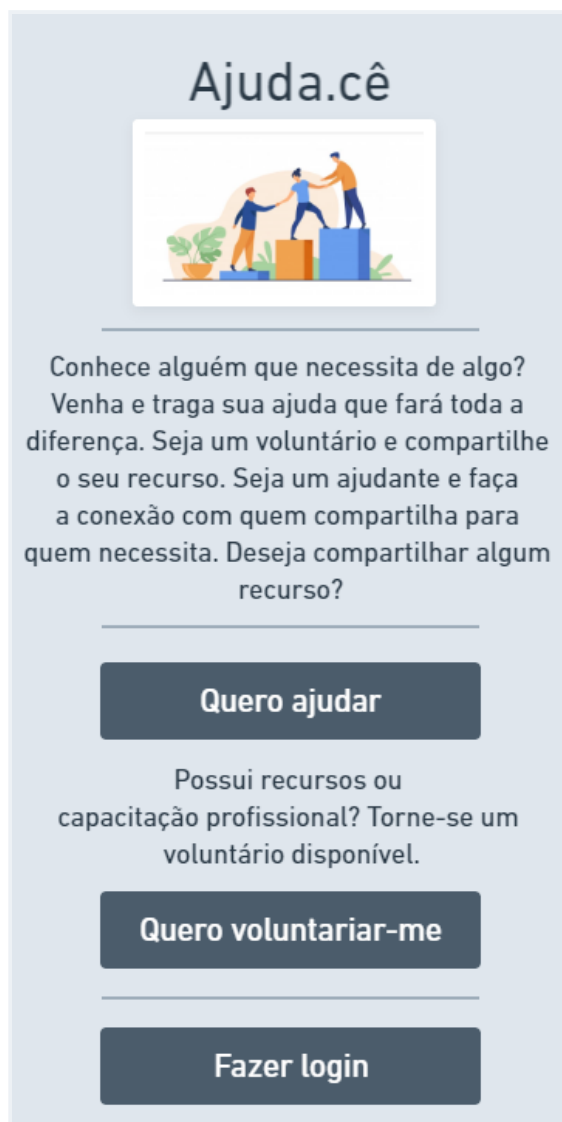 Ajuda.cê
Conhece alguém que necessita de algo?
Venha e traga sua ajuda que fará toda a
diferença. Seja um voluntário e compartilhe
o seu recurso. Seja um ajudante e faça
a conexão com quem compartilha para
quem necessita. Deseja compartilhar algum
recurso?
Quero ajudar
Possui recursos ou
capacitação profissional? Torne-se um
voluntário disponível.
Quero voluntariar-me
Fazer login